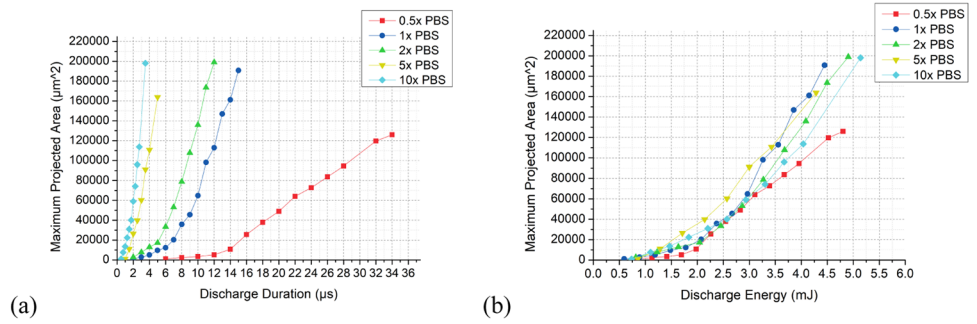 0.5x PBS
1x PBS
2x PBS
5x PBS
10x PBS
220000
200000
180000
160000
140000
120000
100000
80000
60000
40000
20000
0
Maximum Projected Area (µm^2)
0 2 4 6 8 10 12 14 16 18 20 22 24 26 28 30 32 34 36
Discharge Duration (µs)
(a)
0.5x PBS
1x PBS
2x PBS
5x PBS
10x PBS
220000
200000
180000
160000
140000
120000
100000
80000
60000
40000
20000
0
Maximum Projected Area (µm^2)
0.0 0.5 1.0 1.5 2.0 2.5 3.0 3.5 4.0 4.5 5.0 5.5 6.0
Discharge Energy (mJ)
(b)